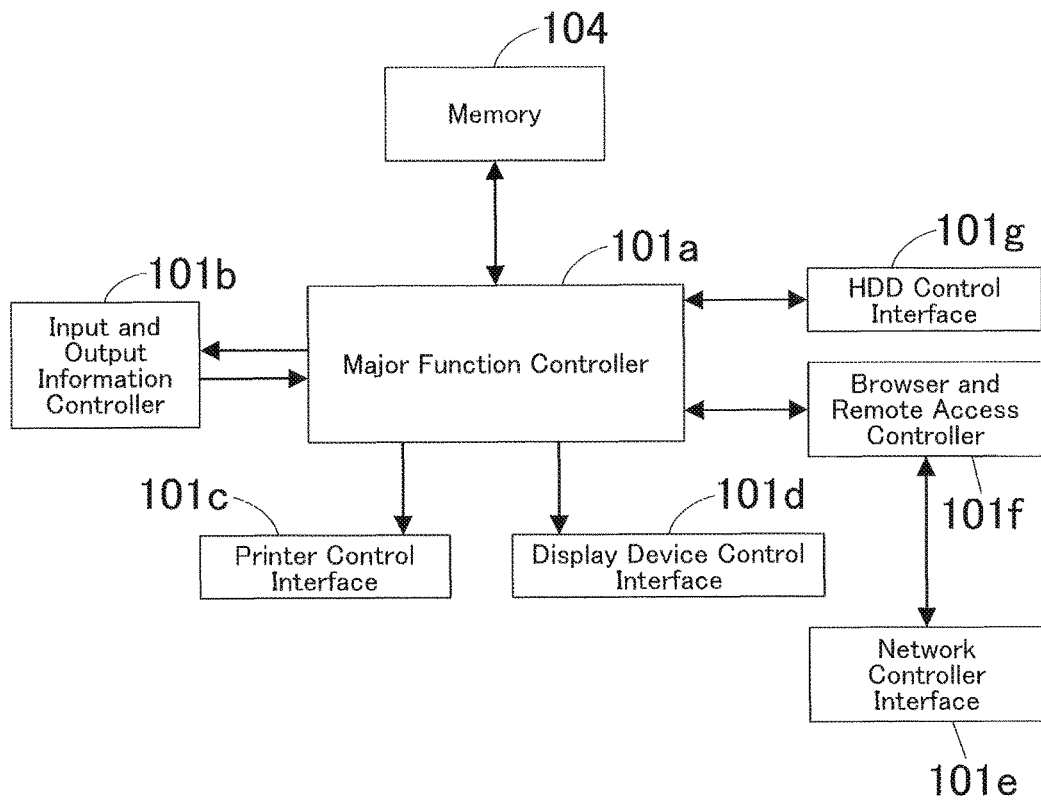 104
Memory
101a
101g
101b
HDD Control
Interface
Input and
Output
Information
Controller
Major Function Controller
Browser and
Remote Access
Controller
101c
101d
101f
Printer Control
Interface
Display Device Control
Interface
Network
Controller
Interface
101e